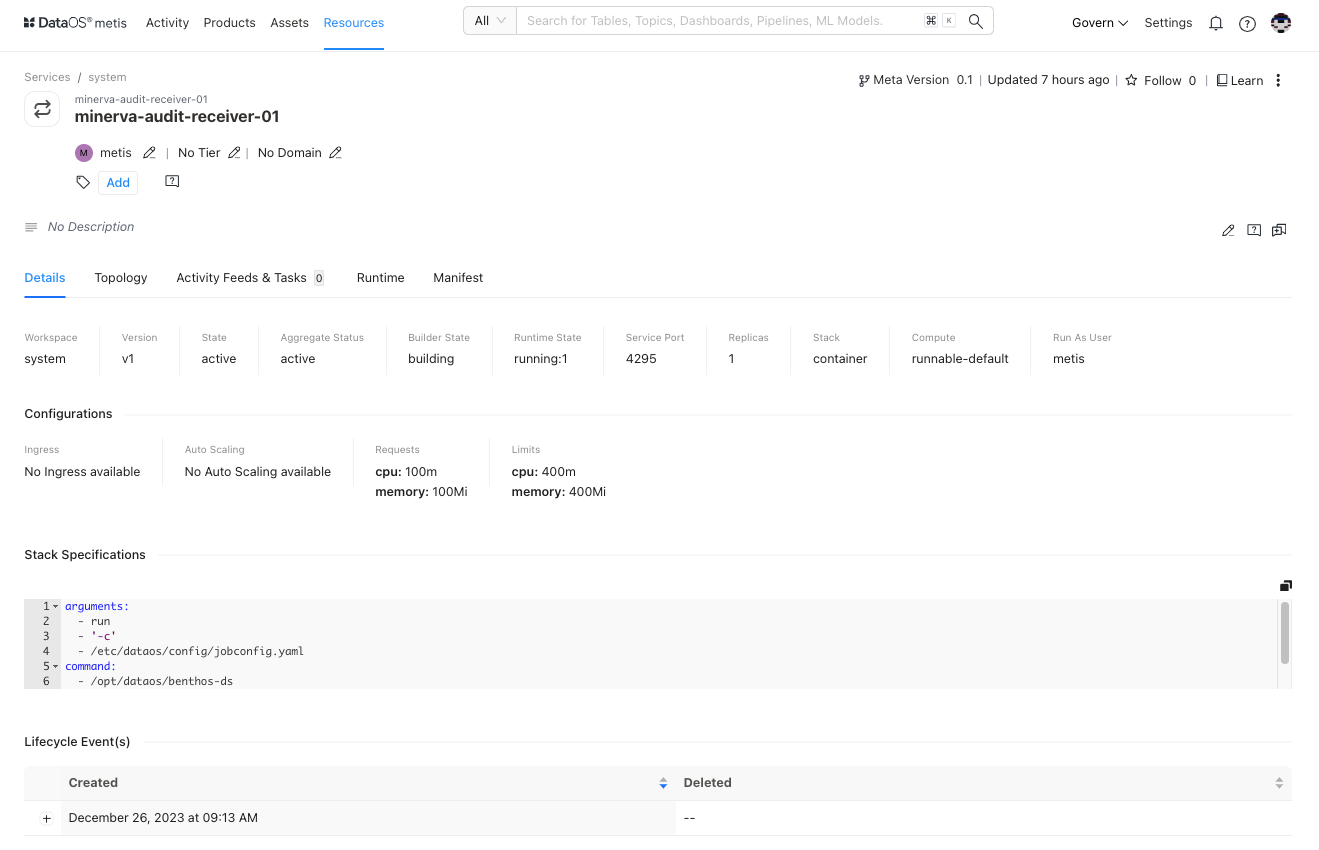 DataOS® metis Activity Products Assets Resources All Search for Tables, Topics, Dashboards, Pipelines, ML Models. ⌘ K Govern Settings
Services / system
Meta Version 0.1 | Updated 7 hours ago | Follow 0 | Learn
minerva-audit-receiver-01
minerva-audit-receiver-01
M metis | No Tier | No Domain
Add
No Description
Details Topology Activity Feeds & Tasks 0 Runtime Manifest
Workspace Version State Aggregate Status Builder State Runtime State Service Port Replicas Stack Compute Run As User
system v1 active active building running:1 4295 1 container runnable-default metis
Configurations
Ingress Auto Scaling Requests Limits
No Ingress available No Auto Scaling available cpu: 100m cpu: 400m
memory: 100Mi memory: 400Mi
Stack Specifications
1 arguments:
2 - run
3 - '-c'
4 - /etc/dataos/config/jobconfig.yaml
5 command:
6 - /opt/dataos/benthos-ds
Lifecycle Event(s)
Created Deleted
+ December 26, 2023 at 09:13 AM --